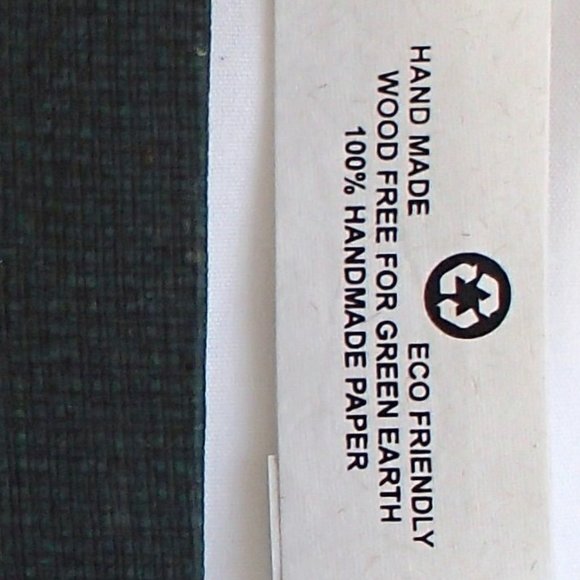 HAND MADE ECO FRIENDLY
WOOD FREE FOR GREEN EARTH
100% HANDMADE PAPER